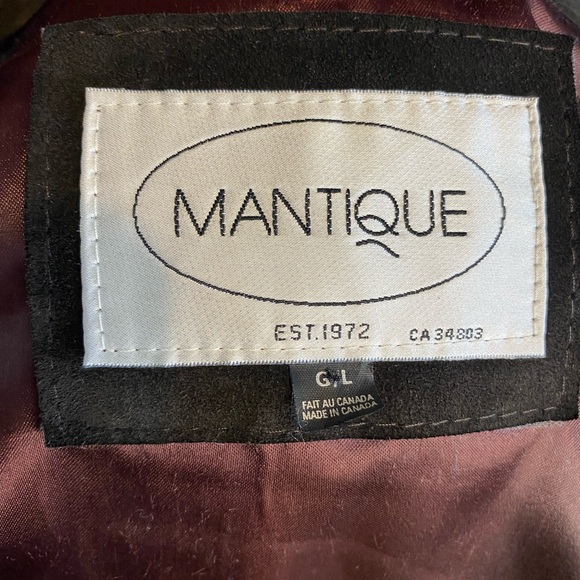 MANTIQUE
EST.1972 CA34803
G/L
FAIT AU CANADA
MADE IN CANADA